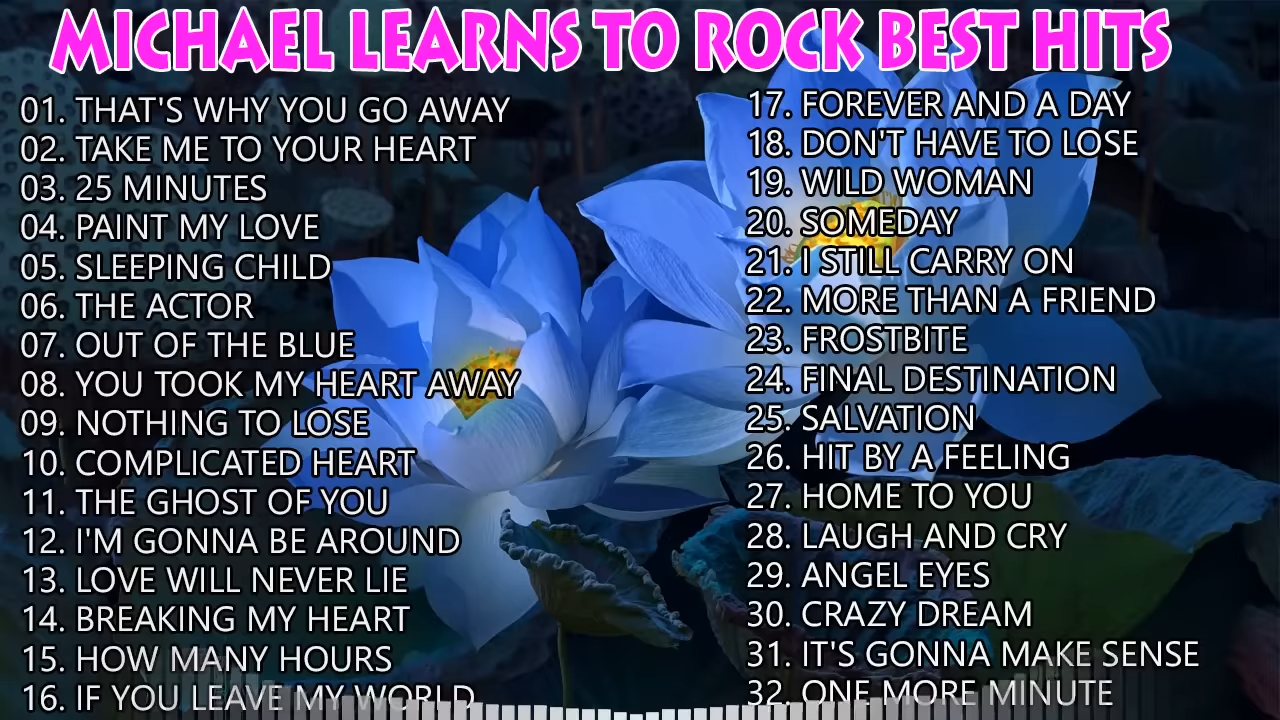 MICHAEL LEARNS TO ROCK BEST HITS
01. THAT'S WHY YOU GO AWAY
02. TAKE ME TO YOUR HEART
03. 25 MINUTES
04. PAINT MY LOVE
05. SLEEPING CHILD
06. THE ACTOR
07. OUT OF THE BLUE
08. YOU TOOK MY HEART AWAY
09. NOTHING TO LOSE
10. COMPLICATED HEART
11. THE GHOST OF YOU
12. I'M GONNA BE AROUND
13. LOVE WILL NEVER LIE
14. BREAKING MY HEART
15. HOW MANY HOURS
16. IF YOU LEAVE MY WORLD
17. FOREVER AND A DAY
18. DON'T HAVE TO LOSE
19. WILD WOMAN
20. SOMEDAY
21. I STILL CARRY ON
22. MORE THAN A FRIEND
23. FROSTBITE
24. FINAL DESTINATION
25. SALVATION
26. HIT BY A FEELING
27. HOME TO YOU
28. LAUGH AND CRY
29. ANGEL EYES
30. CRAZY DREAM
31. IT'S GONNA MAKE SENSE
32. ONE MORE MINUTE